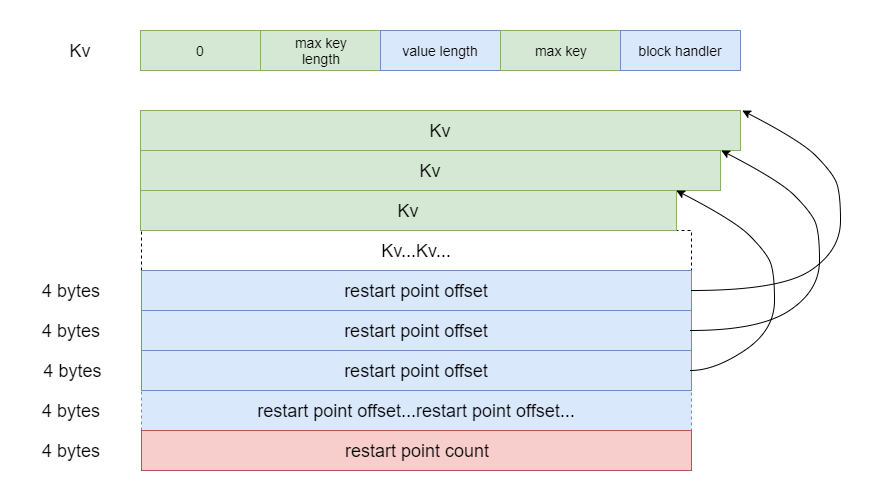 Kv
0
max key
length
value length
max key
block handler
Kv
Kv
Kv
Kv...Kv...
4 bytes
restart point offset
4 bytes
restart point offset
4 bytes
restart point offset
4 bytes
restart point offset...restart point offset...
4 bytes
restart point count